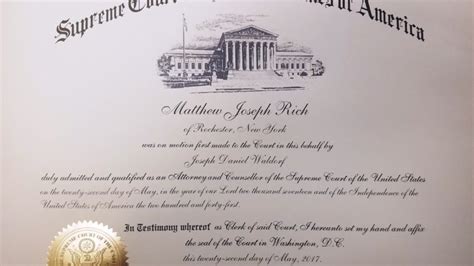 Supreme Court of America
Matthew Joseph Rich
of Rochester, New York
was on motion first made to the Court in this behalf by
Joseph Daniel Waldorf
duly admitted and qualified as an Attorney and Counsellor of the Supreme Court of the United States
on the twenty-second day of May, in the year of our Lord two thousand seventeen and of the Independence of the
United States of America the two hundred and forty-first.
In Testimony whereof as Clerk of said Court, I hereunto set my hand and affix
the seal of the Court in Washington, D.C.
this twenty-second day of May, 2017.